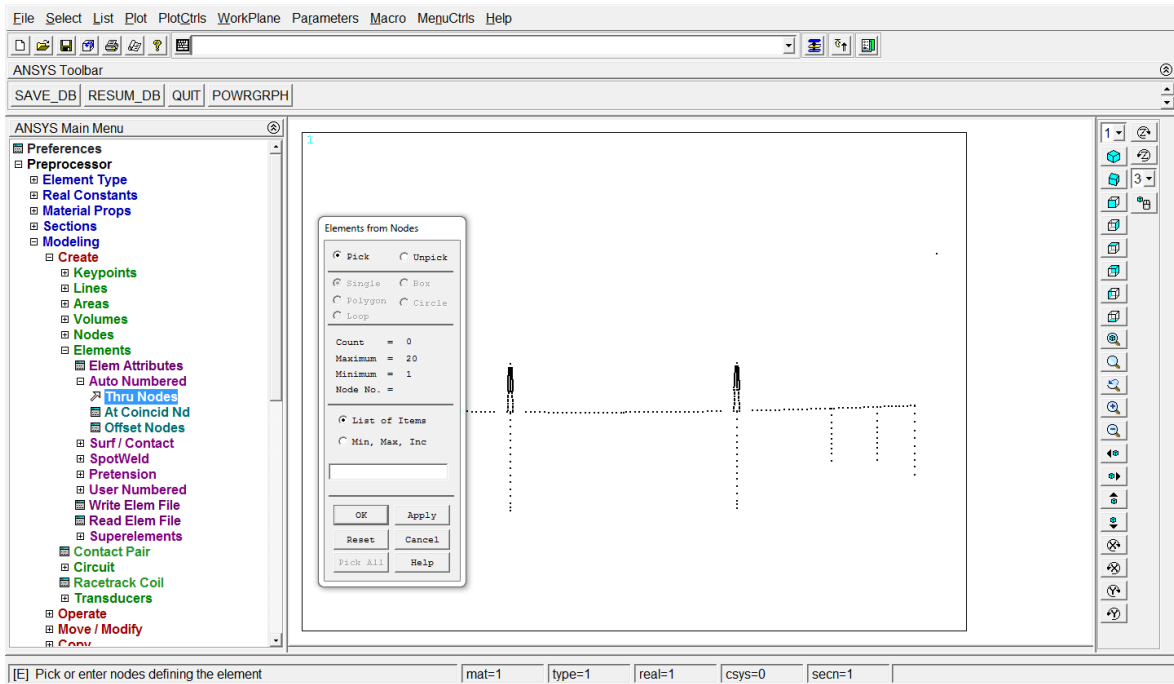 File Select List Plot PlotCtrls WorkPlane Parameters Macro MenuCtrls Help
ANSYS Toolbar
SAVE_DB RESUM_DB QUIT POWRGRPH
ANSYS Main Menu
Preferences
Preprocessor
Element Type
Real Constants
Material Props
Sections
Modeling
Create
Keypoints
Lines
Areas
Volumes
Nodes
Elements
Elem Attributes
Auto Numbered
Thru Nodes
At Coincid Nd
Offset Nodes
Surf / Contact
SpotWeld
Pretension
User Numbered
Write Elem File
Read Elem File
Superelements
Contact Pair
Circuit
Racetrack Coil
Transducers
Operate
Move / Modify
Copy
1
Elements from Nodes
Pick Unpick
Single Box
Polygon Circle
Loop
Count = 0
Maximum = 20
Minimum = 1
Node No. =
List of Items
Min, Max, Inc
OK Apply
Reset Cancel
Pick All Help
1
3
[E] Pick or enter nodes defining the element mat=1 type=1 real=1 csys=0 secn=1